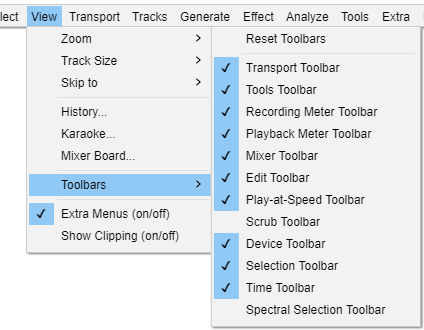 lect View Transport Tracks Generate Effect Analyze Tools Extra
Zoom
Track Size
Skip to
History...
Karaoke...
Mixer Board...
Toolbars
Extra Menus (on/off)
Show Clipping (on/off)
Reset Toolbars
Transport Toolbar
Tools Toolbar
Recording Meter Toolbar
Playback Meter Toolbar
Mixer Toolbar
Edit Toolbar
Play-at-Speed Toolbar
Scrub Toolbar
Device Toolbar
Selection Toolbar
Time Toolbar
Spectral Selection Toolbar